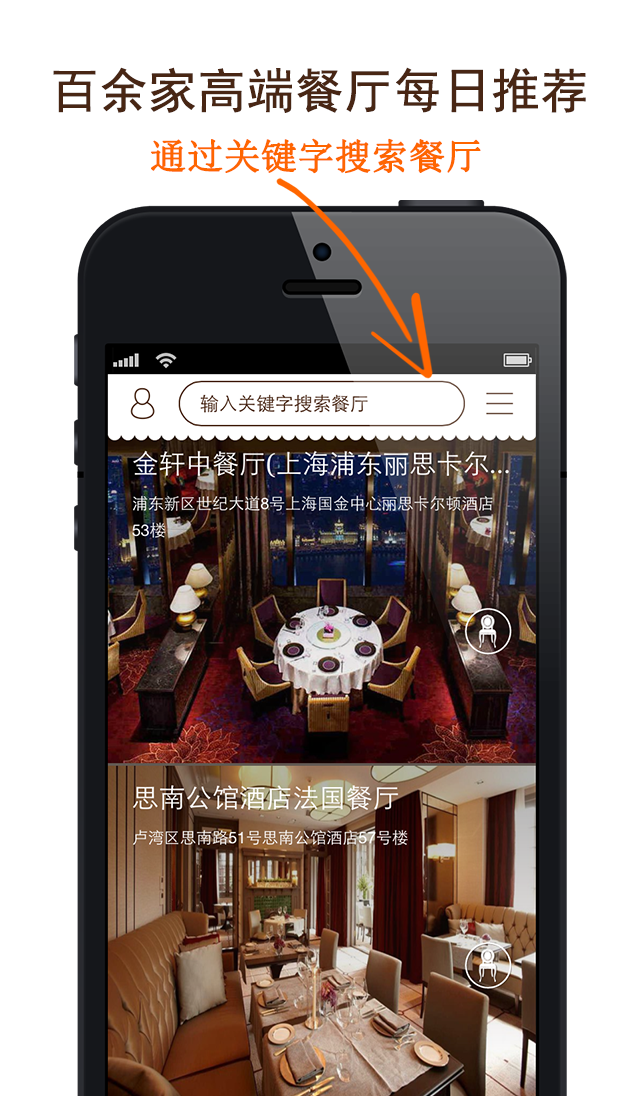 百余家高端餐厅每日推荐
通过关键字搜索餐厅
输入关键字搜索餐厅
金轩中餐厅(上海浦东丽思卡尔...
浦东新区世纪大道8号上海国金中心丽思卡尔顿酒店
53楼
思南公馆酒店法国餐厅
卢湾区思南路51号思南公馆酒店57号楼